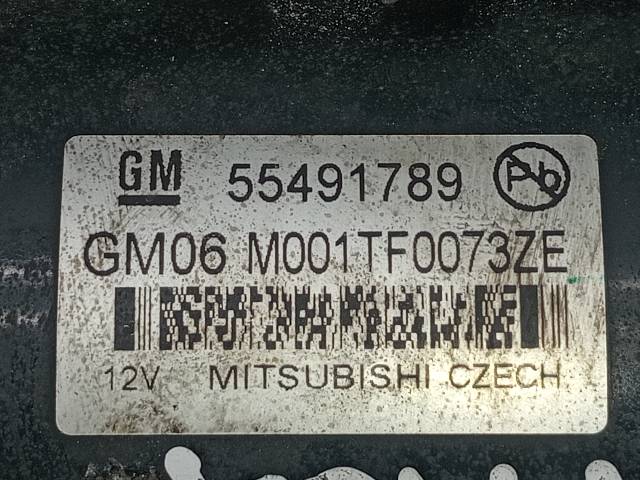 GM 55491789 Pb
GM06 M001TF0073ZE
12V MITSUBISHI CZECH